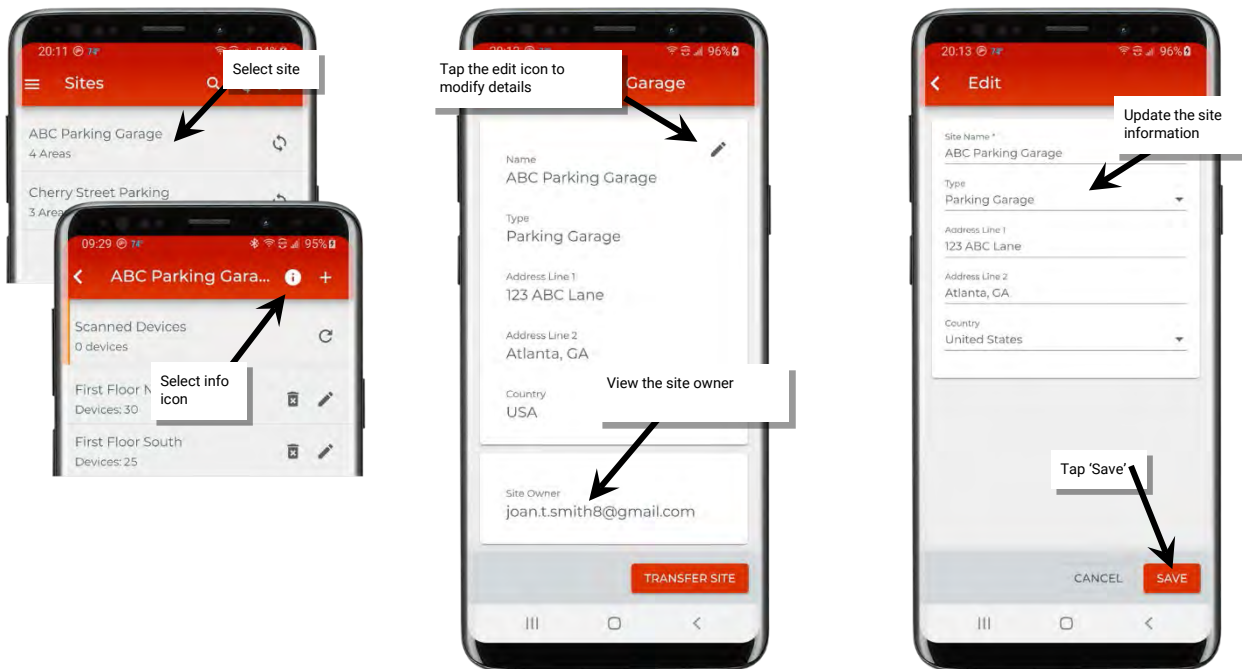 20:11 74°
Sites
Select site
ABC Parking Garage
4 Areas
Cherry Street Parking
3 Areas
09:29 74° 95%
ABC Parking Gara...
Scanned Devices
0 devices
First Floor
Devices: 30
Select info
icon
First Floor South
Devices: 25
96%
Tap the edit icon to
modify details
Garage
Name
ABC Parking Garage
Type
Parking Garage
Address Line 1
123 ABC Lane
Address Line 2
Atlanta, GA
Country
USA
View the site owner
Site Owner
joan.t.smith8@gmail.com
TRANSFER SITE
20:13 74° 96%
Edit
Update the site
information
Site Name *
ABC Parking Garage
Type
Parking Garage
Address Line 1
123 ABC Lane
Address Line 2
Atlanta, GA
Country
United States
Tap ‘Save’
CANCEL SAVE